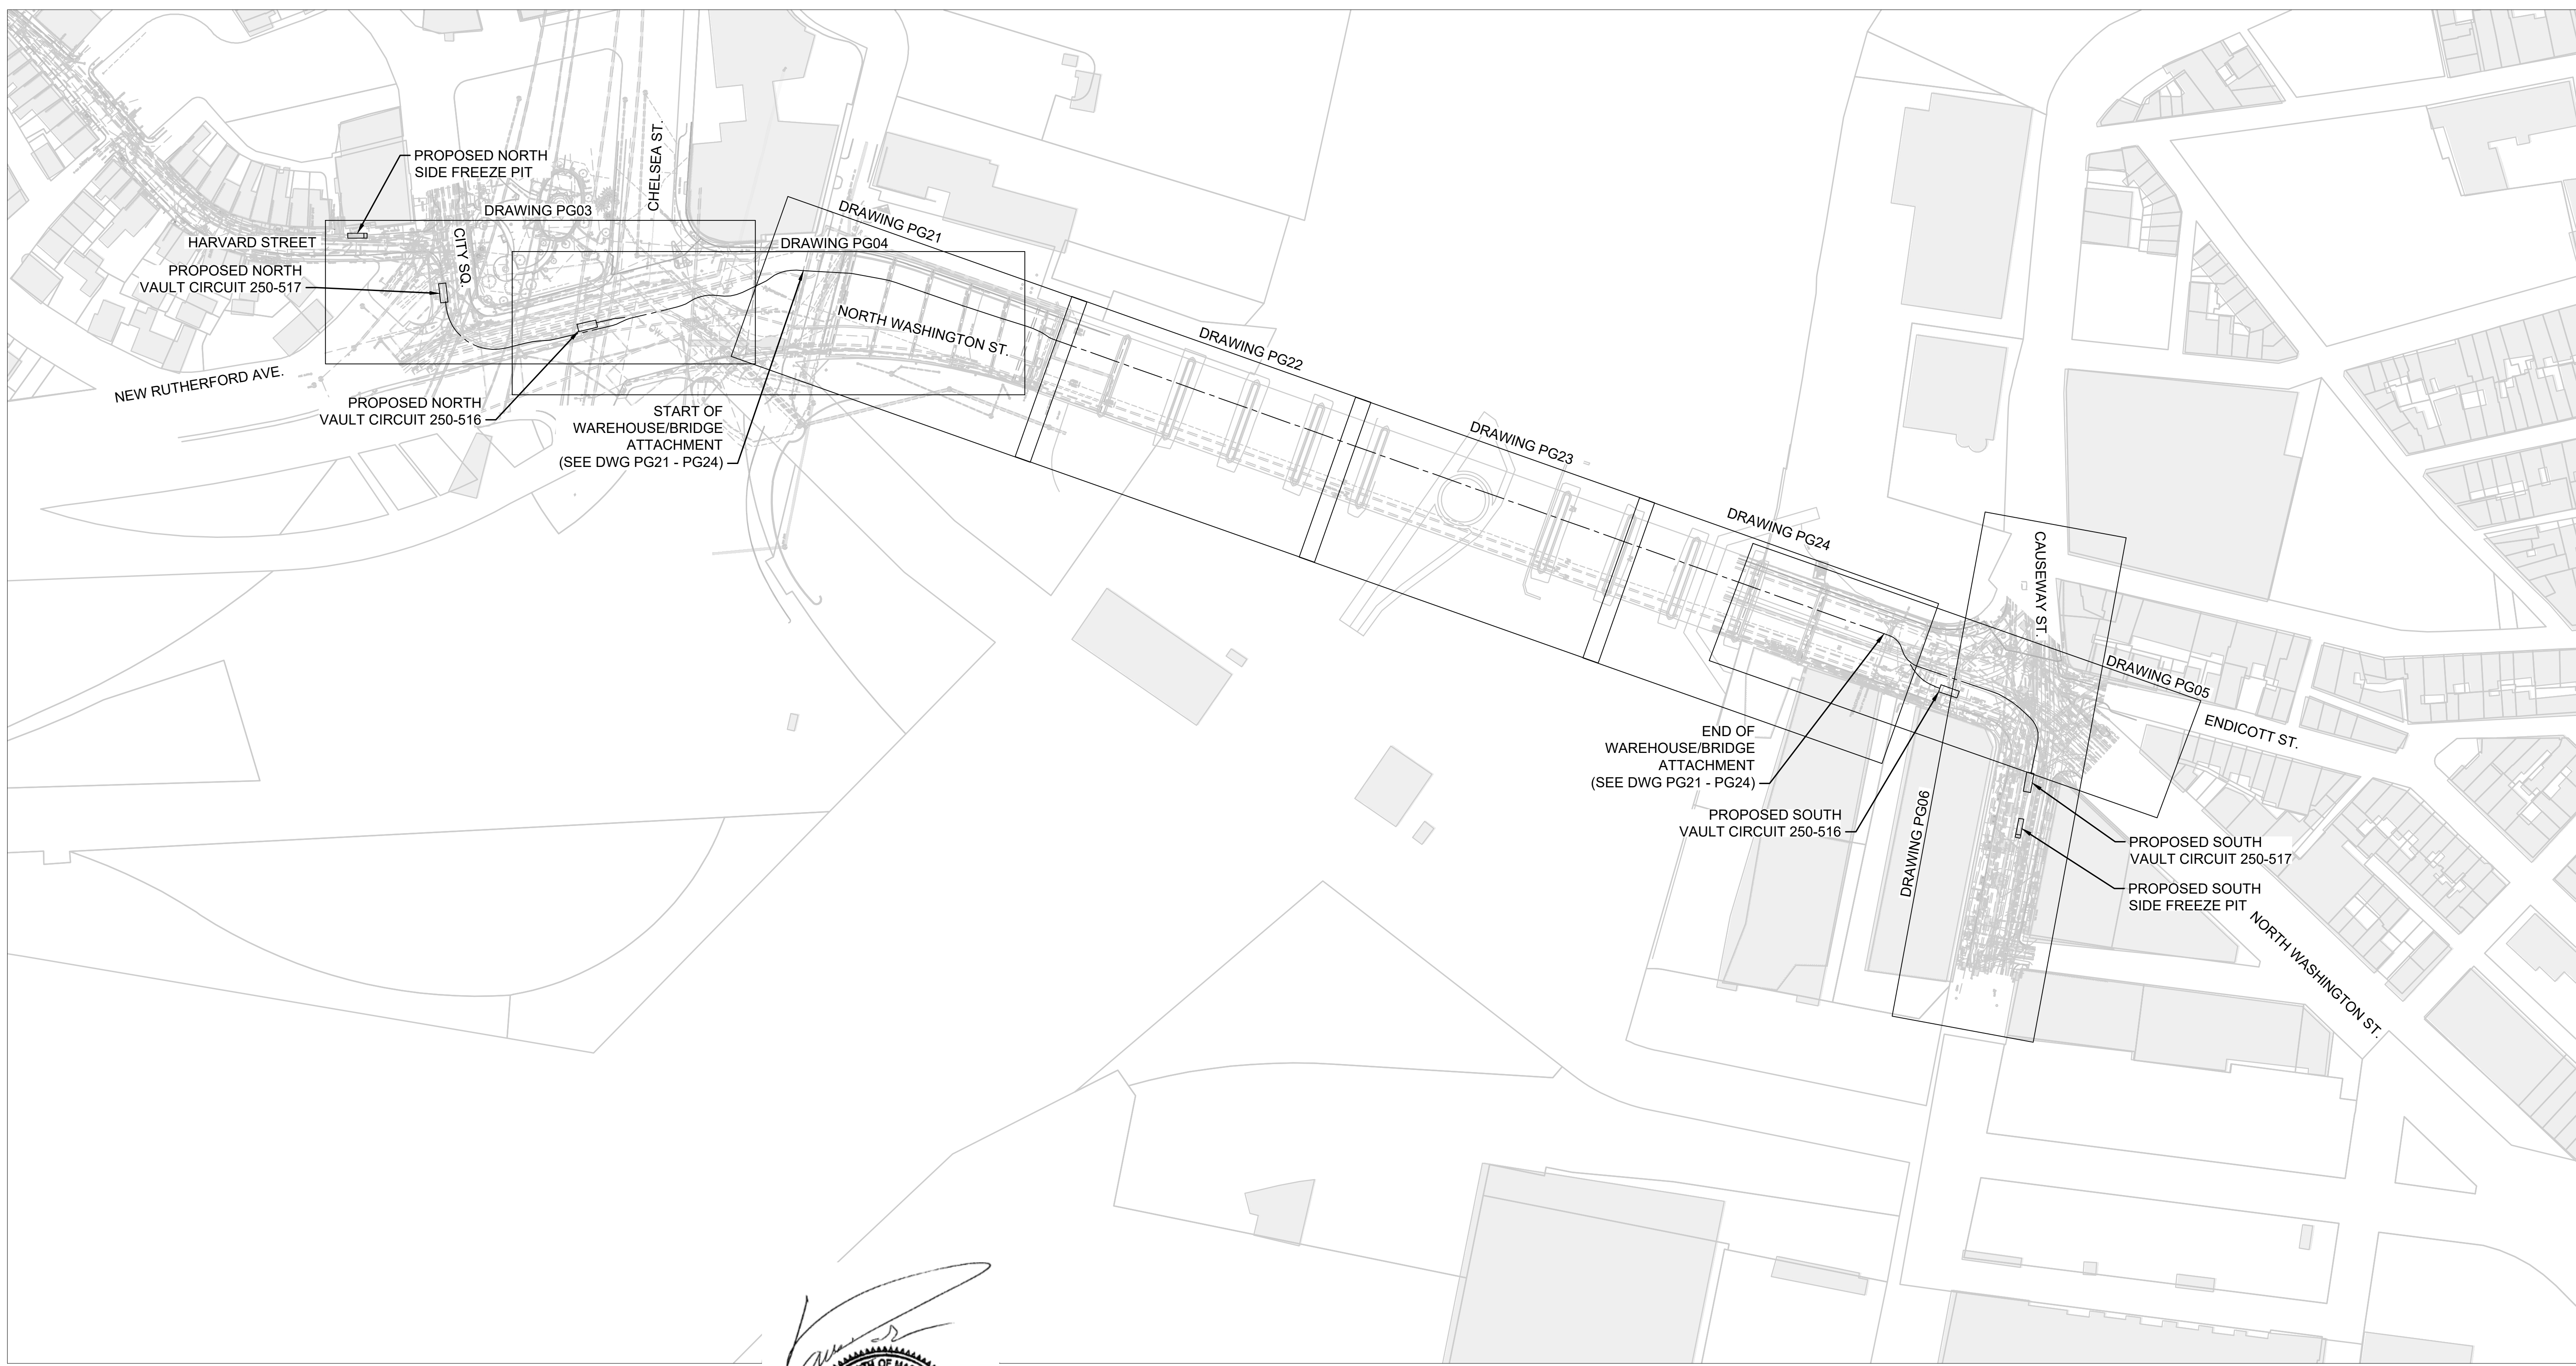 PROPOSED NORTH
SIDE FREEZE PIT
CHELSEA ST.
DRAWING PG03
HARVARD STREET
CITY SQ.
PROPOSED NORTH
VAULT CIRCUIT 250-517
DRAWING PG21
DRAWING PG04
NORTH WASHINGTON ST.
NEW RUTHERFORD AVE.
PROPOSED NORTH
VAULT CIRCUIT 250-516
START OF
WAREHOUSE/BRIDGE
ATTACHMENT
(SEE DWG PG21 - PG24)
DRAWING PG22
DRAWING PG23
DRAWING PG24
CAUSEWAY ST.
DRAWING PG05
ENDICOTT ST.
END OF
WAREHOUSE/BRIDGE
ATTACHMENT
(SEE DWG PG21 - PG24)
PROPOSED SOUTH
VAULT CIRCUIT 250-516
DRAWING PG06
PROPOSED SOUTH
VAULT CIRCUIT 250-517
PROPOSED SOUTH
SIDE FREEZE PIT
NORTH WASHINGTON ST.